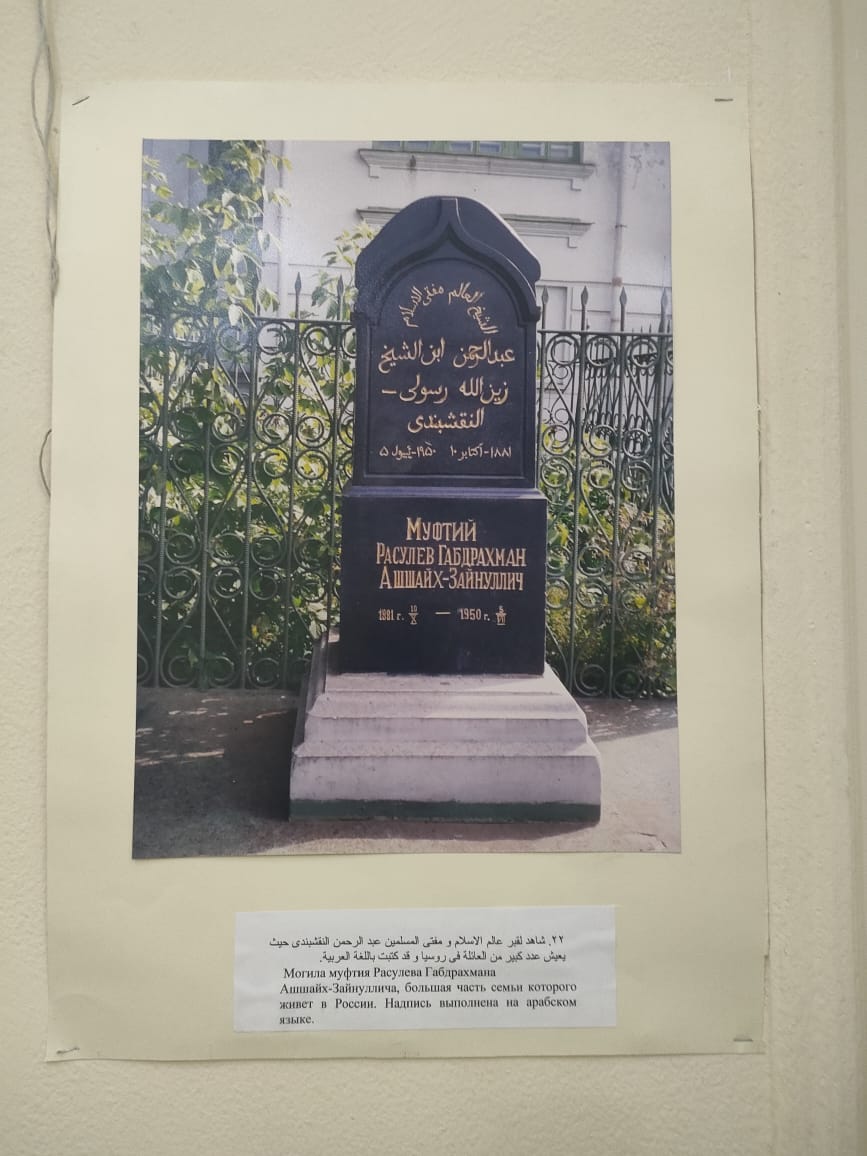 الشيخ العالم مفتى الاسلام
عبدالرحمن ابن الشيخ
زين الله رسولى –
النقشبندى
١٨٨١-اكتابر ١٠ ١٩٥٠-ييول ٥
МУФТИЙ
РАСУЛЕВ ГАБДРАХМАН
АШШАЙХ-ЗАЙНУЛЛИЧ
1881 г. 10/X — 1950 г. 5/VII
٢٢. شاهد لقبر عالم الاسلام و مفتى المسلمين عبد الرحمن النقشبندى حيث
يعيش عدد كبير من العائلة فى روسيا و قد كتبت باللغة العربية.
Могила муфтия Расулева Габдрахмана
Ашшайх-Зайнуллича, большая часть семьи которого
живет в России. Надпись выполнена на арабском
языке.